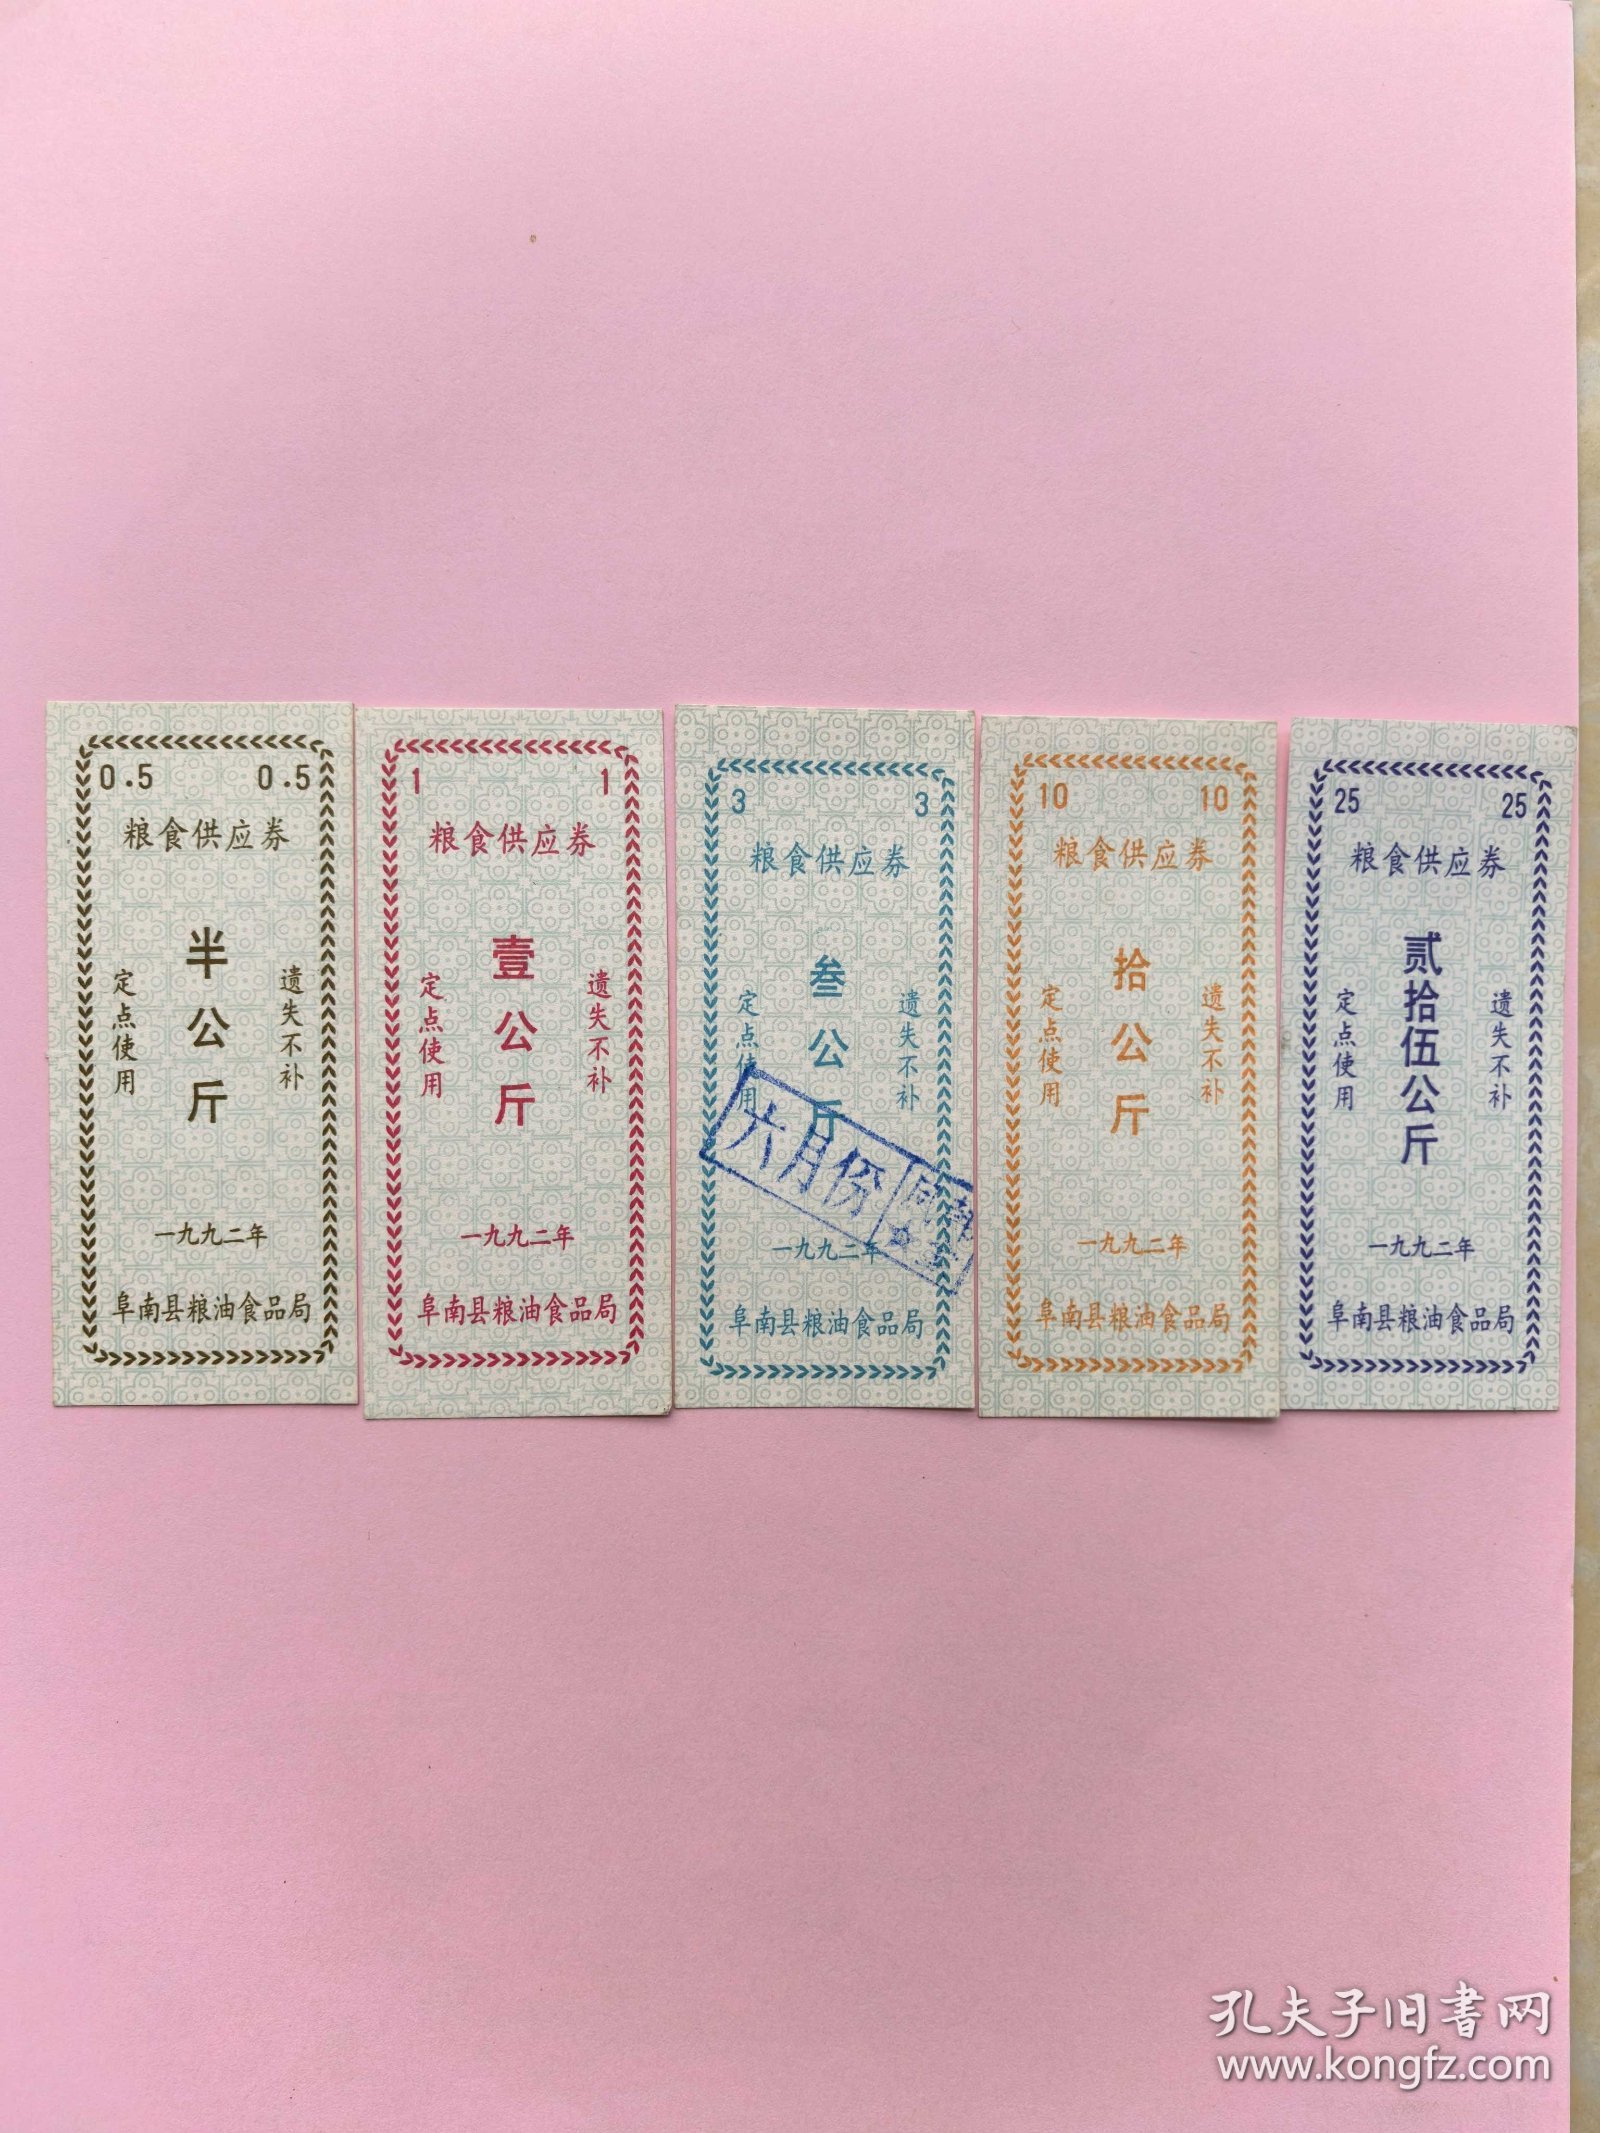 0.5 0.5
粮食供应券
定点使用
半公斤
遗失不补
一九九二年
阜南县粮油食品局
1 1
粮食供应券
定点使用
壹公斤
遗失不补
一九九二年
阜南县粮油食品局
3 3
粮食供应券
定点使用
叁公斤
遗失不补
六月份
一九九二年
阜南县粮油食品局
10 10
粮食供应券
定点使用
拾公斤
遗失不补
一九九二年
阜南县粮油食品局
25 25
粮食供应券
定点使用
贰拾伍公斤
遗失不补
一九九二年
阜南县粮油食品局
孔夫子旧书网
www.kongfz.com